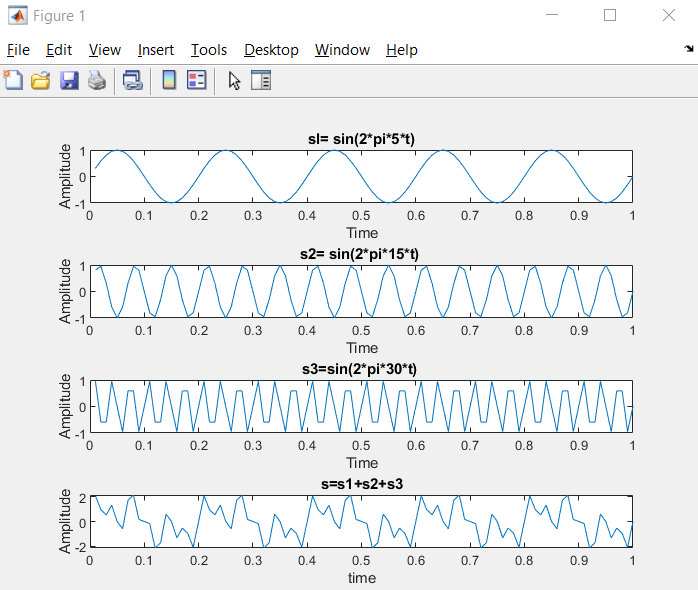 Figure 1
File Edit View Insert Tools Desktop Window Help
sl= sin(2*pi*5*t)
Amplitude
1
0
-1
0 0.1 0.2 0.3 0.4 0.5 0.6 0.7 0.8 0.9 1
Time
s2= sin(2*pi*15*t)
Amplitude
1
0
-1
0 0.1 0.2 0.3 0.4 0.5 0.6 0.7 0.8 0.9 1
Time
s3=sin(2*pi*30*t)
Amplitude
1
0
-1
0 0.1 0.2 0.3 0.4 0.5 0.6 0.7 0.8 0.9 1
Time
s=s1+s2+s3
Amplitude
2
0
-2
0 0.1 0.2 0.3 0.4 0.5 0.6 0.7 0.8 0.9 1
time